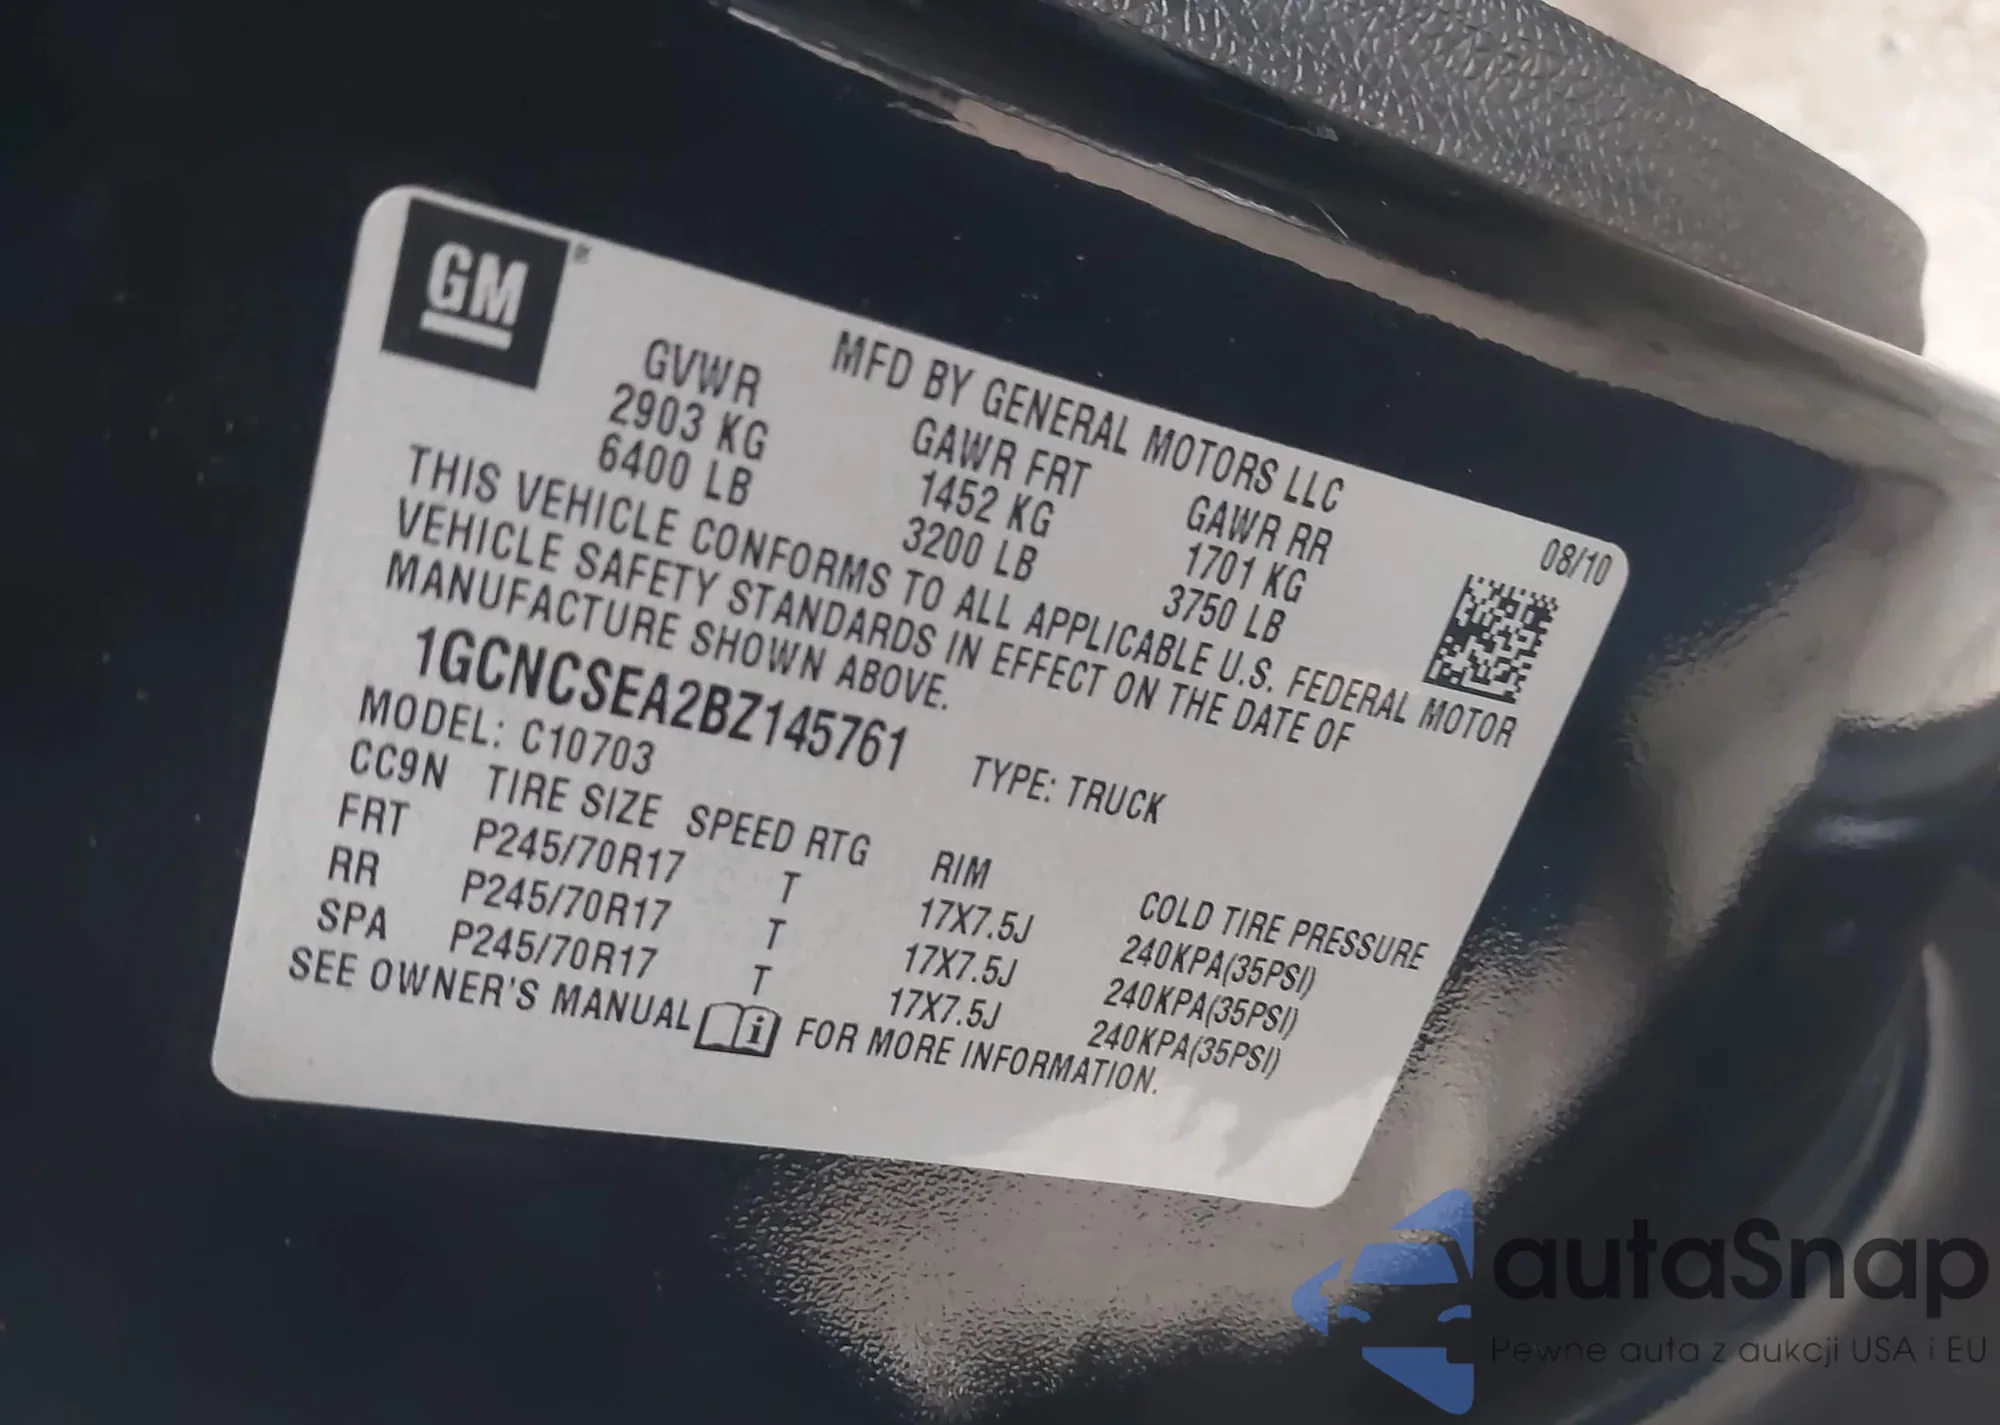 GM
MFD BY GENERAL MOTORS LLC
08/10
GVWR GAWR FRT GAWR RR
2903 KG 1452 KG 1701 KG
6400 LB 3200 LB 3750 LB
THIS VEHICLE CONFORMS TO ALL APPLICABLE U.S. FEDERAL MOTOR
VEHICLE SAFETY STANDARDS IN EFFECT ON THE DATE OF
MANUFACTURE SHOWN ABOVE.
1GCNCSEA2BZ145761 TYPE: TRUCK
MODEL: C10703
CC9N TIRE SIZE SPEED RTG RIM COLD TIRE PRESSURE
FRT P245/70R17 T 17X7.5J 240KPA(35PSI)
RR P245/70R17 T 17X7.5J 240KPA(35PSI)
SPA P245/70R17 T 17X7.5J 240KPA(35PSI)
SEE OWNER'S MANUAL i FOR MORE INFORMATION.
autaSnap
Pewne auta z aukcji USA i EU